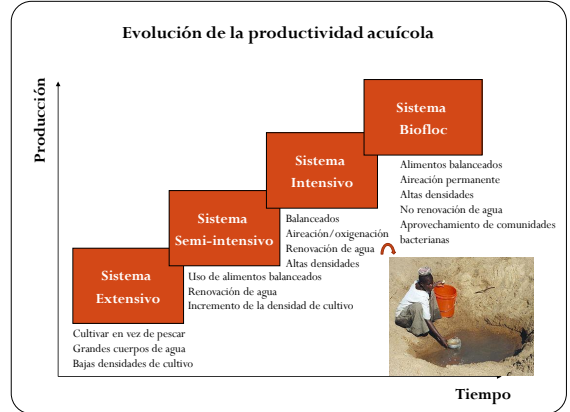 Evolución de la productividad acuícola
Producción
Sistema
Biofloc
Alimentos balanceados
Aireación permanente
Altas densidades
No renovación de agua
Aprovechamiento de comunidades
bacterianas
Sistema
Intensivo
Balanceados
Aireación/oxigenación
Renovación de agua
Altas densidades
Sistema
Semi-intensivo
Uso de alimentos balanceados
Renovación de agua
Incremento de la densidad de cultivo
Sistema
Extensivo
Cultivar en vez de pescar
Grandes cuerpos de agua
Bajas densidades de cultivo
Tiempo